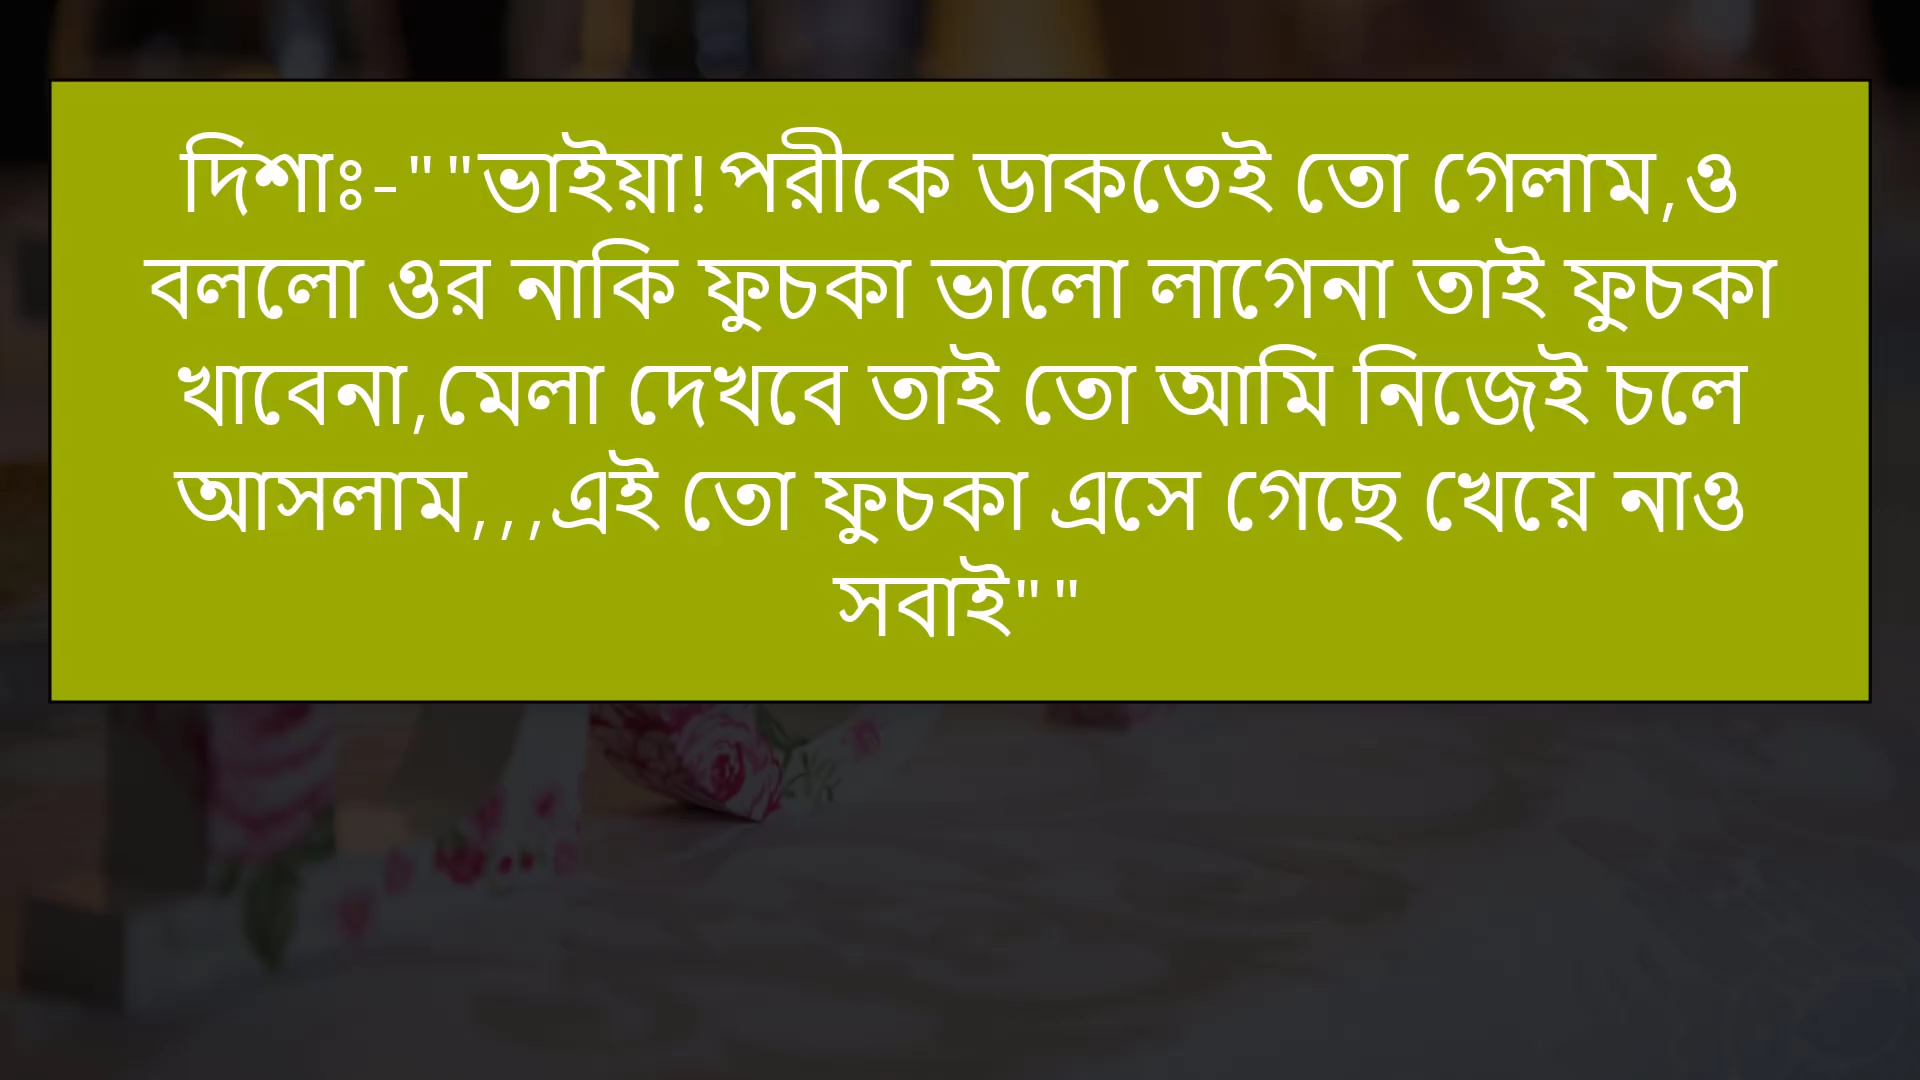 দিশাঃ-""ভাইয়া!পরীকে ডাকতেই তো গেলাম,ও
বললো ওর নাকি ফুচকা ভালো লাগেনা তাই ফুচকা
খাবেনা,মেলা দেখবে তাই তো আমি নিজেই চলে
আসলাম,,,এই তো ফুচকা এসে গেছে খেয়ে নাও
সবাই""